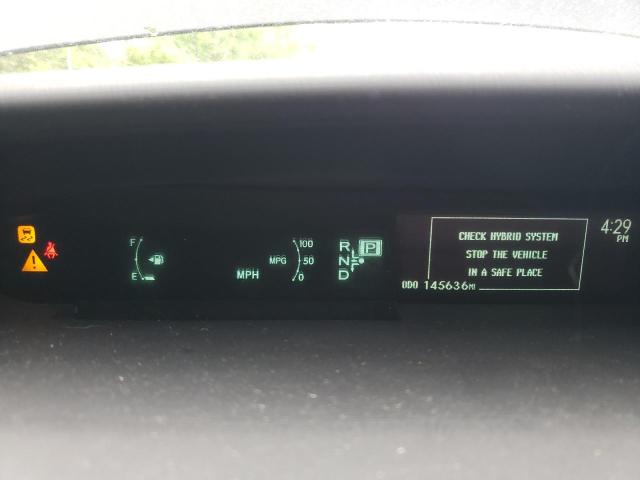 F
E
MPH
MPG
100
50
0
R
N
D
P
CHECK HYBRID SYSTEM
STOP THE VEHICLE
IN A SAFE PLACE
ODO 145636MI
4:29
PM